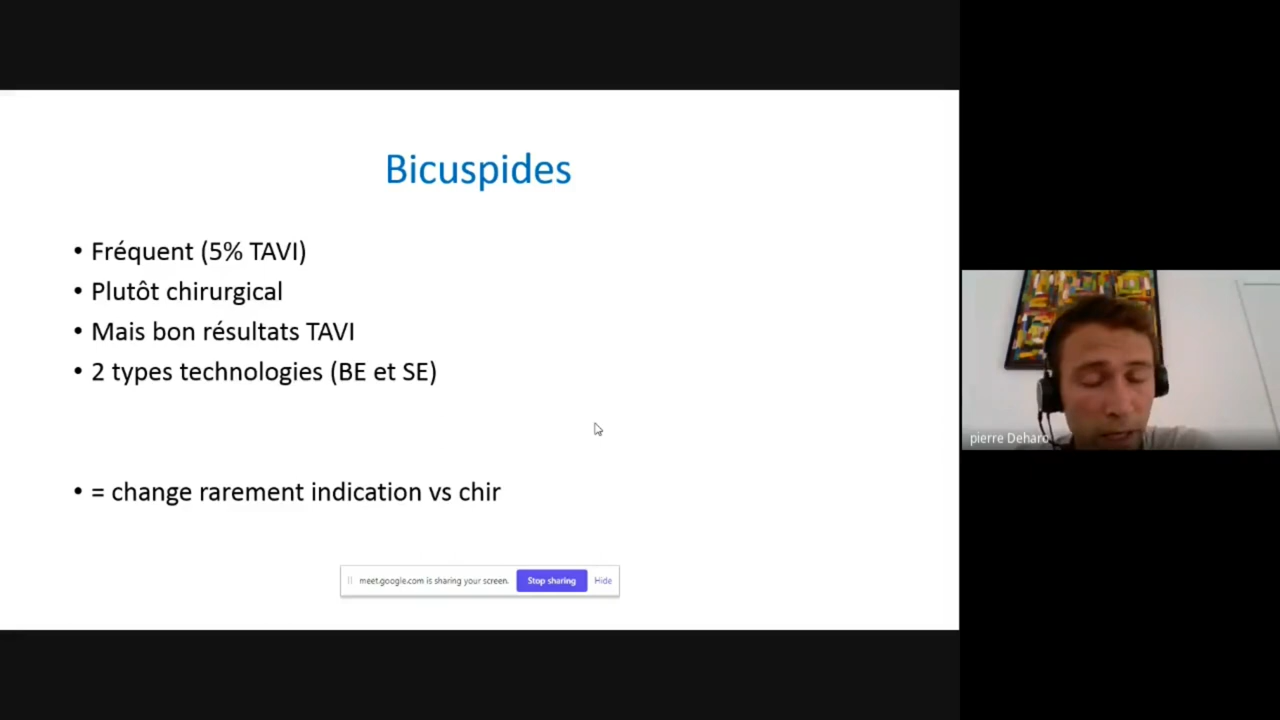 Bicuspides
• Fréquent (5% TAVI)
• Plutôt chirurgical
• Mais bon résultats TAVI
• 2 types technologies (BE et SE)
• = change rarement indication vs chir
meet.google.com is sharing your screen. Stop sharing Hide
pierre Deharo